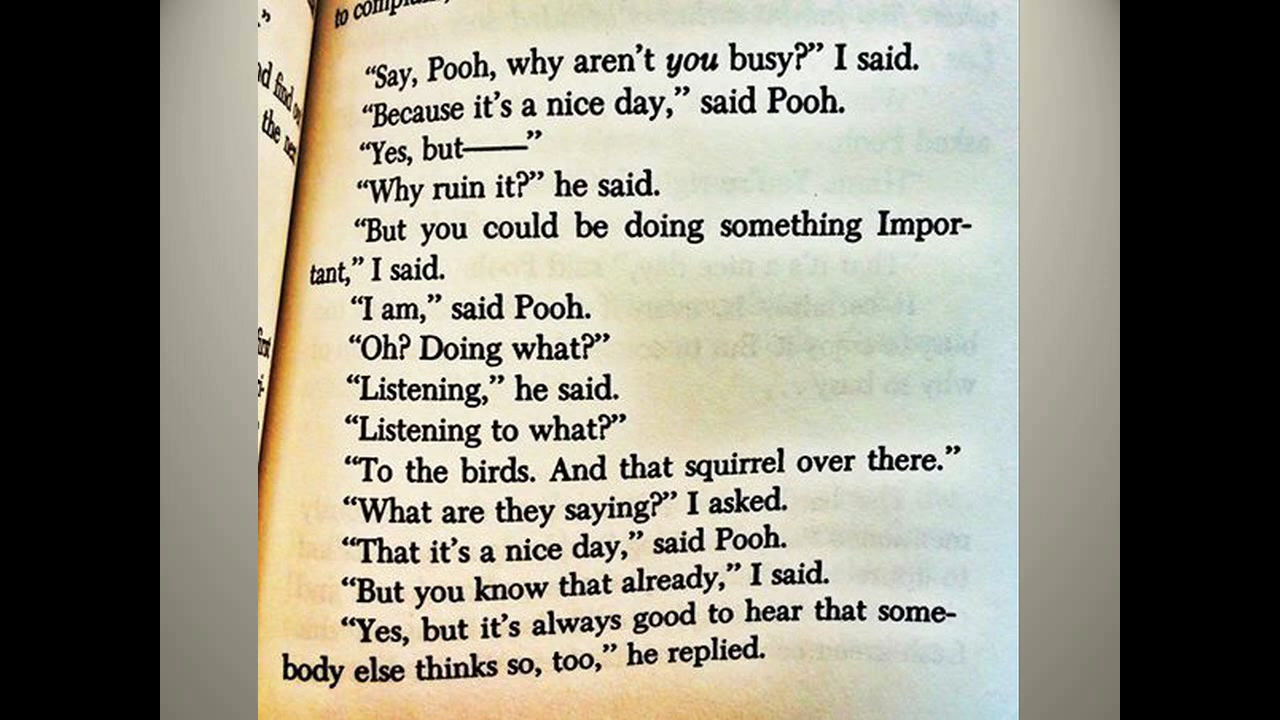 to
“Say, Pooh, why aren’t you busy?” I said.
“Because it’s a nice day,” said Pooh.
“Yes, but——”
“Why ruin it?” he said.
“But you could be doing something Impor-
tant,” I said.
“I am,” said Pooh.
“Oh? Doing what?”
“Listening,” he said.
“Listening to what?”
“To the birds. And that squirrel over there.”
“What are they saying?” I asked.
“That it’s a nice day,” said Pooh.
“But you know that already,” I said.
“Yes, but it’s always good to hear that some-
body else thinks so, too,” he replied.